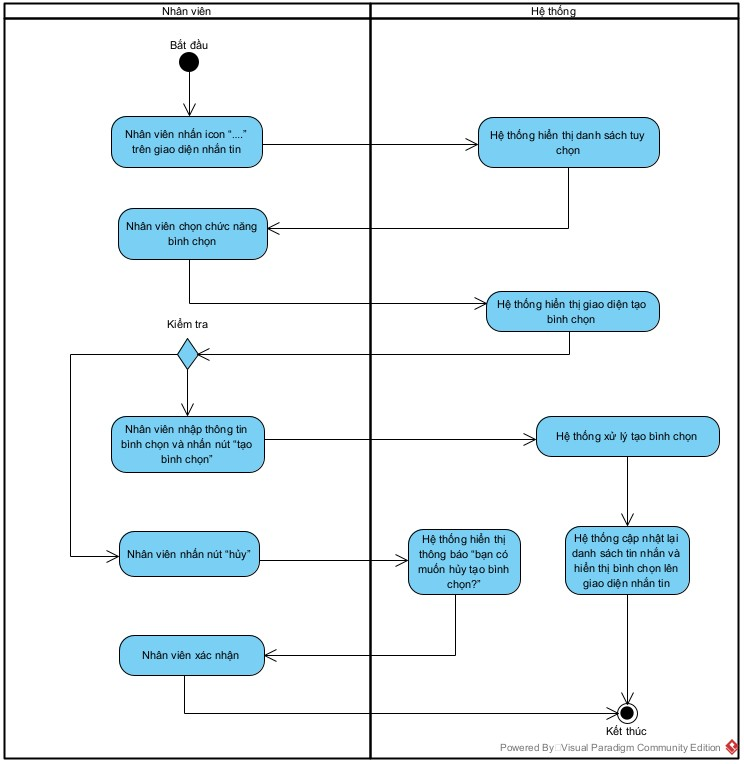 Nhân viên
Hệ thống
Bắt đầu
Nhân viên nhấn icon “....”
trên giao diện nhấn tin
Hệ thống hiển thị danh sách tuy
chọn
Nhân viên chọn chức năng
bình chọn
Hệ thống hiển thị giao diện tạo
bình chọn
Kiểm tra
Nhân viên nhập thông tin
bình chọn và nhấn nút “tạo
bình chọn”
Hệ thống xử lý tạo bình chọn
Nhân viên nhấn nút “hủy”
Hệ thống hiển thị
thông báo “bạn có
muốn hủy tạo bình
chọn?”
Hệ thống cập nhật lại
danh sách tin nhắn và
hiển thị bình chọn lên
giao diện nhấn tin
Nhân viên xác nhận
Kết thúc
Powered By Visual Paradigm Community Edition